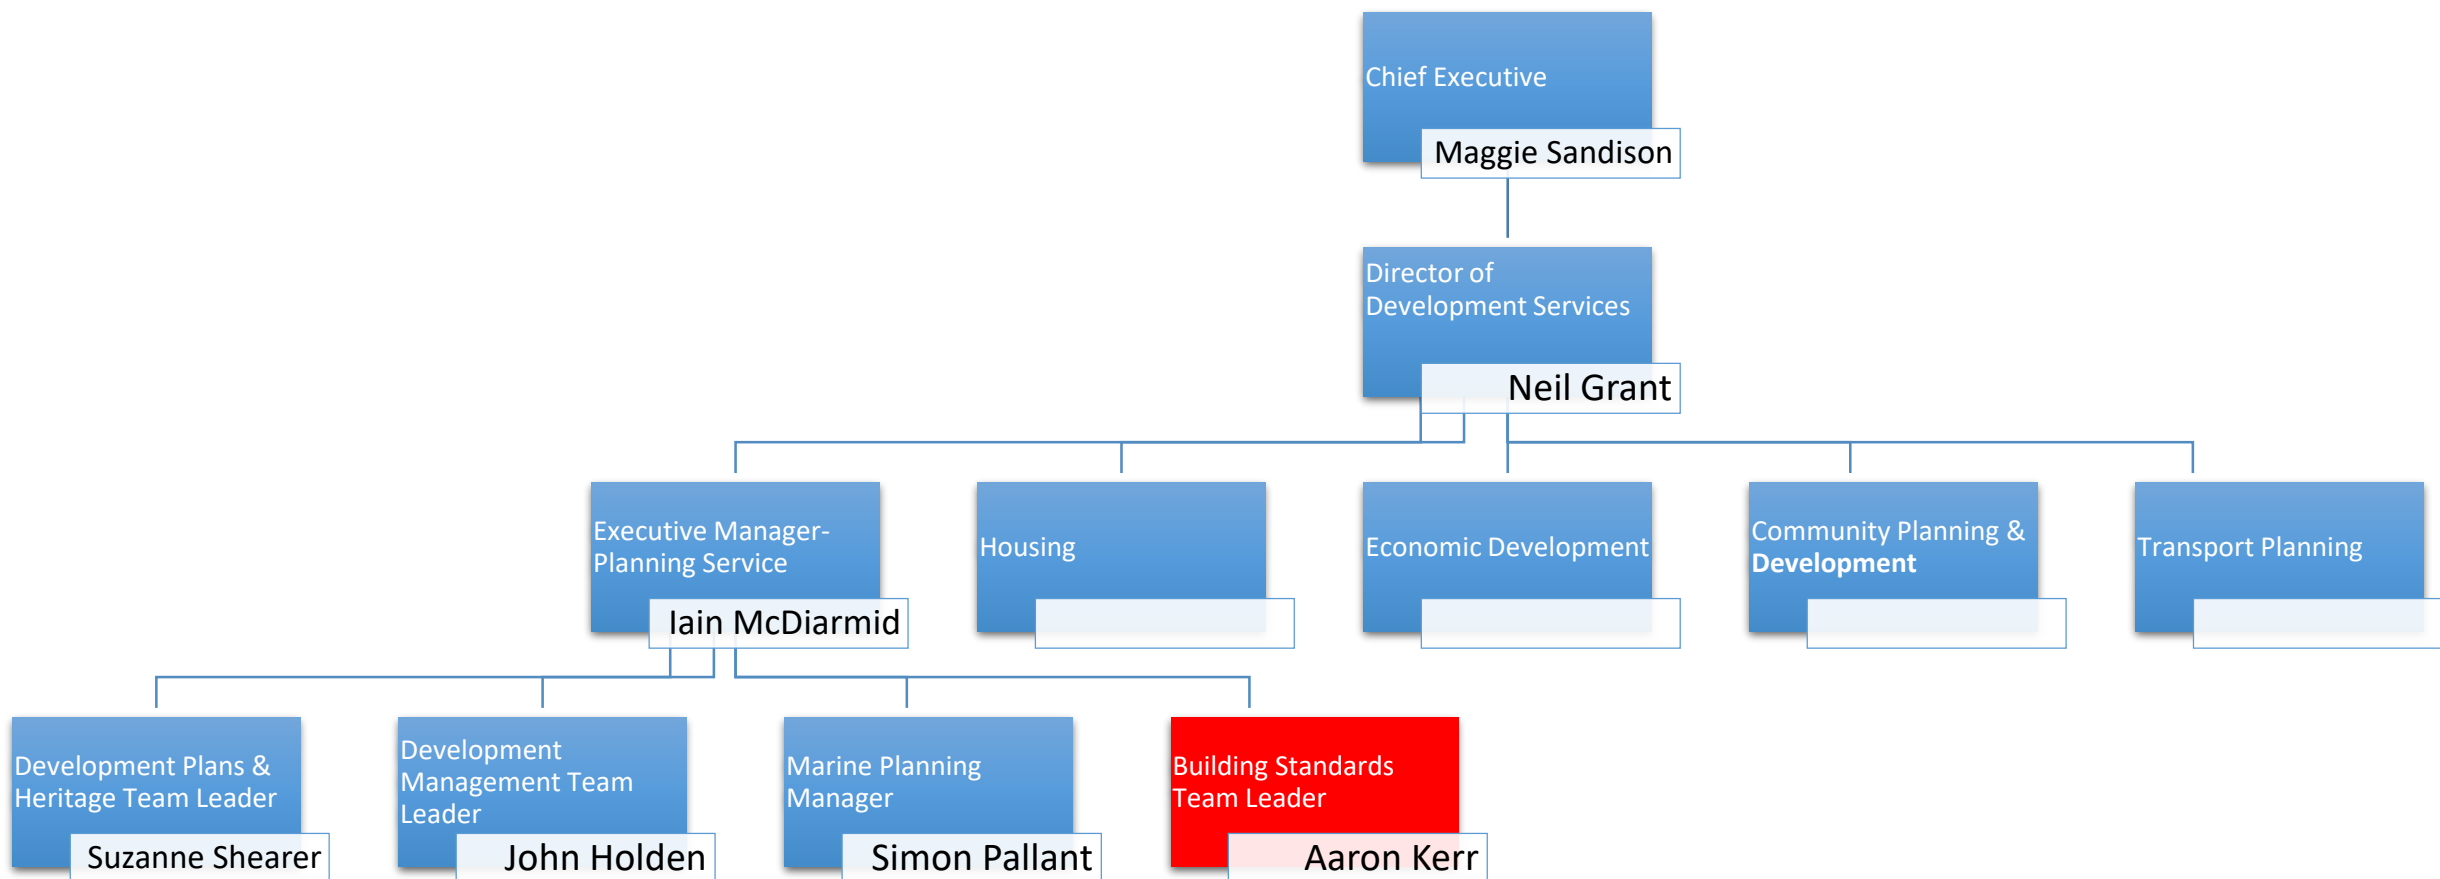 Chief Executive
Maggie Sandison
Director of
Development Services
Neil Grant
Executive Manager-
Planning Service
Iain McDiarmid
Housing
Economic Development
Community Planning &
Development
Transport Planning
Development Plans &
Heritage Team Leader
Suzanne Shearer
Development
Management Team
Leader
John Holden
Marine Planning
Manager
Simon Pallant
Building Standards
Team Leader
Aaron Kerr